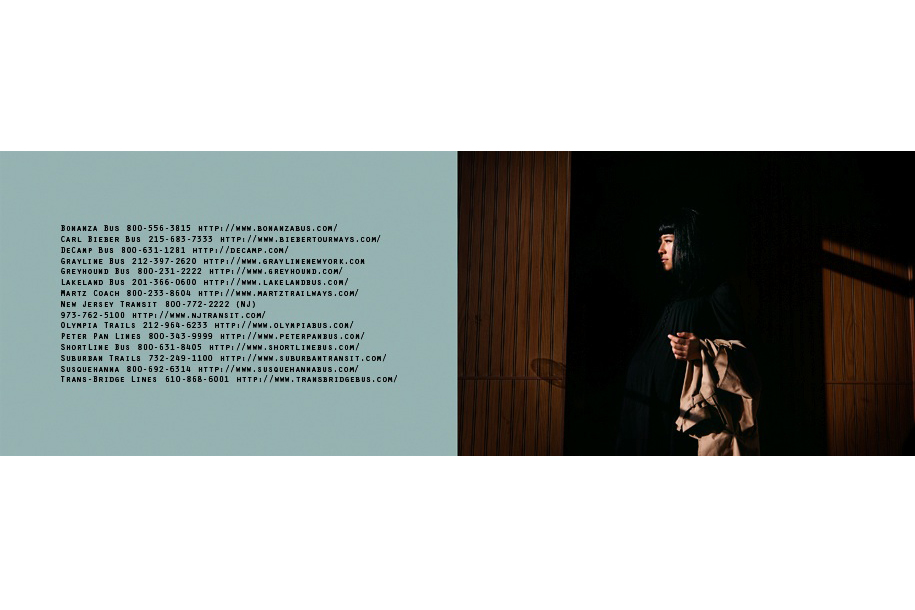 Bonanza Bus 800-556-3815 http://www.bonanzabus.com/
Carl Bieber Bus 215-683-7333 http://www.biebertourways.com/
DeCamp Bus 800-631-1281 http://decamp.com/
Grayline Bus 212-397-2620 http://www.graylinenewyork.com
Greyhound Bus 800-231-2222 http://www.greyhound.com/
Lakeland Bus 201-366-0600 http://www.lakelandbus.com/
Martz Coach 800-233-8604 http://www.martztrailways.com/
New Jersey Transit 800-772-2222 (NJ)
973-762-5100 http://www.njtransit.com/
Olympia Trails 212-964-6233 http://www.olympiabus.com/
Peter Pan Lines 800-343-9999 http://www.peterpanbus.com/
ShortLine Bus 800-631-8405 http://www.shortlinebus.com/
Suburban Trails 732-249-1100 http://www.suburbantransit.com/
Susquehanna 800-692-6314 http://www.susquehannabus.com/
Trans-Bridge Lines 610-868-6001 http://www.transbridgebus.com/